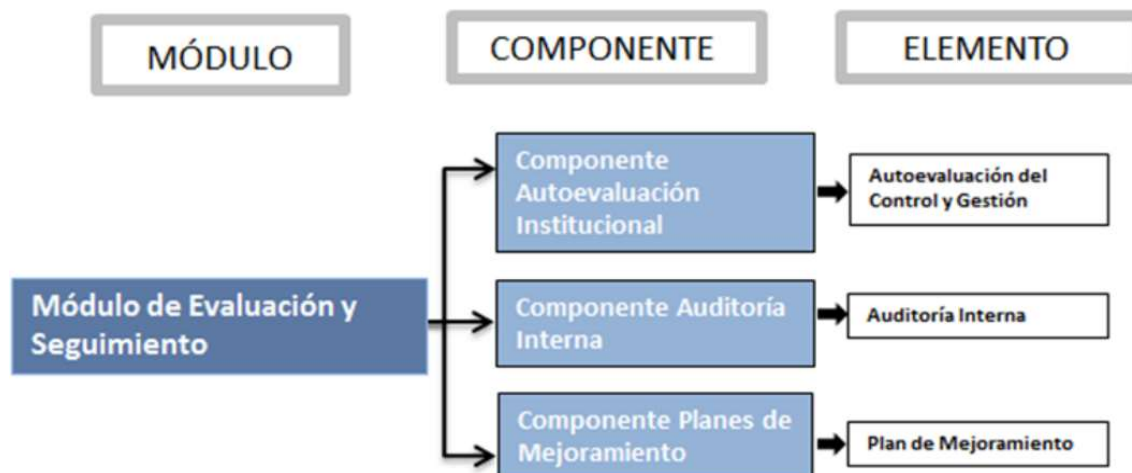 MÓDULO
COMPONENTE
ELEMENTO
Componente
Autoevaluación
Institucional
Autoevaluación del
Control y Gestión
Módulo de Evaluación y
Seguimiento
Componente Auditoría
Interna
Auditoría Interna
Componente Planes de
Mejoramiento
Plan de Mejoramiento